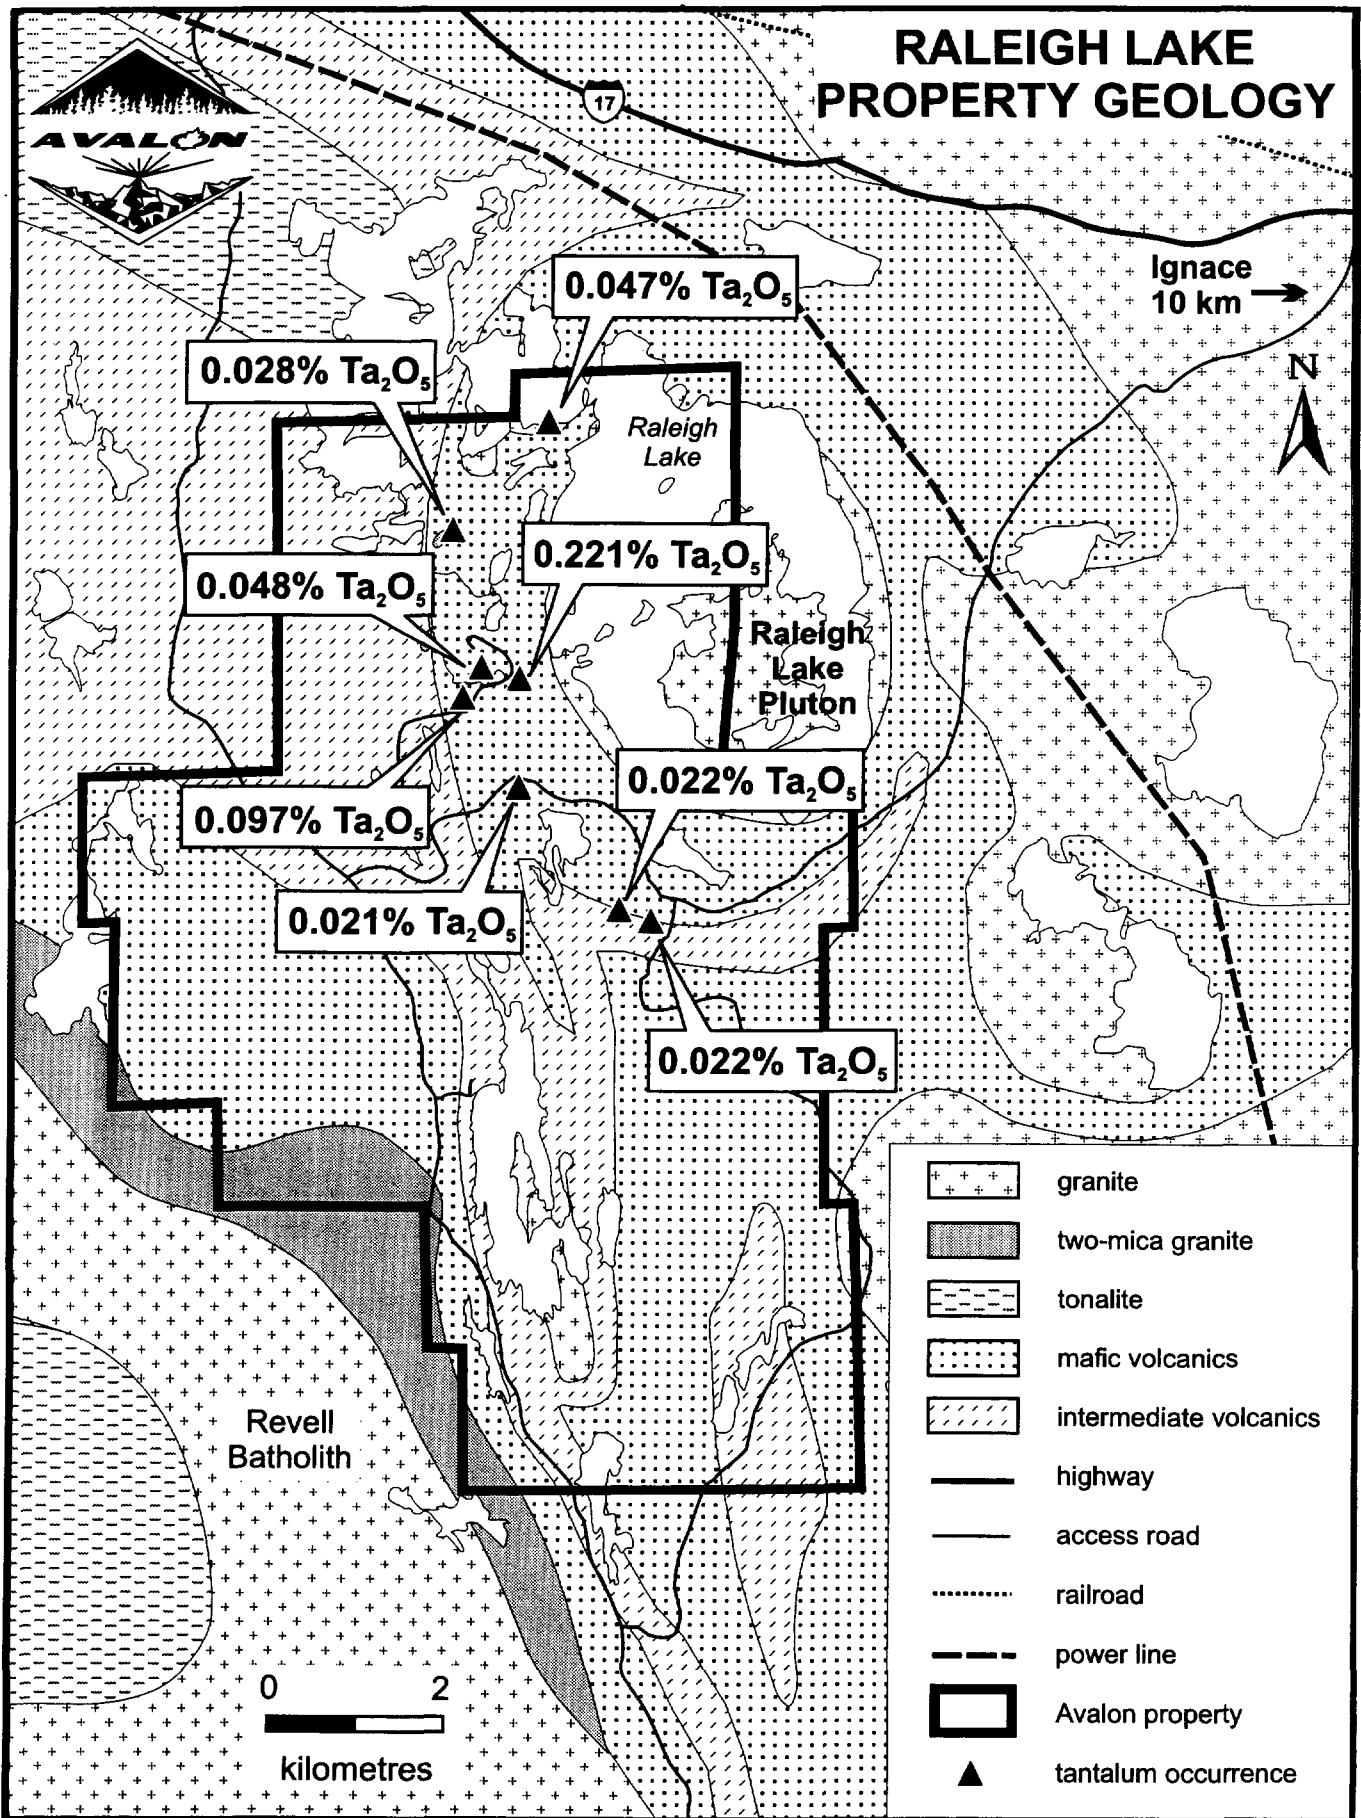 RALEIGH LAKE
PROPERTY GEOLOGY
AVALON
17
Ignace
10 km
N
0.047% Ta₂O₅
0.028% Ta₂O₅
Raleigh
Lake
0.221% Ta₂O₅
0.048% Ta₂O₅
Raleigh
Lake
Pluton
0.022% Ta₂O₅
0.097% Ta₂O₅
0.021% Ta₂O₅
0.022% Ta₂O₅
Revell
Batholith
0 2
kilometres
granite
two-mica granite
tonalite
mafic volcanics
intermediate volcanics
highway
access road
railroad
power line
Avalon property
tantalum occurrence